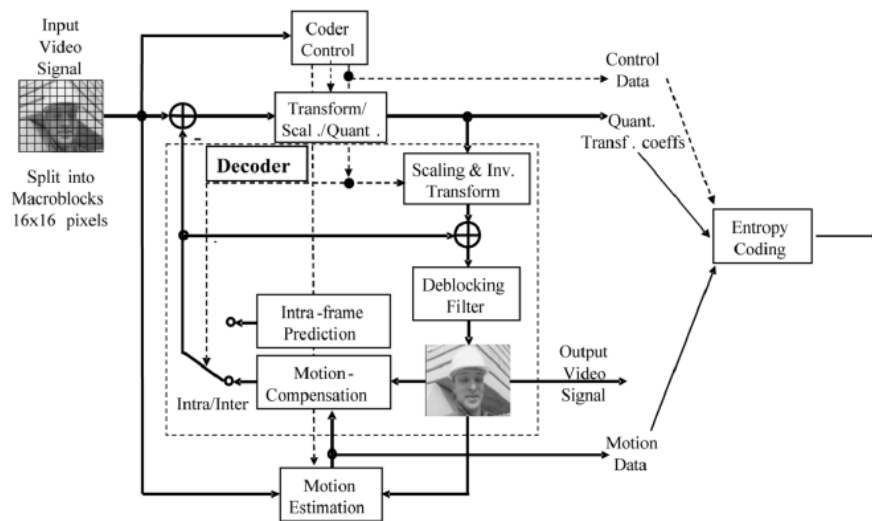 Input
Video
Signal
Coder
Control
Control
Data
Transform/
Scal./Quant.
Quant.
Transf. coeffs
-
Decoder
Split into
Macroblocks
16x16 pixels
Scaling & Inv.
Transform
Entropy
Coding
Deblocking
Filter
Intra-frame
Prediction
Output
Video
Signal
Motion-
Compensation
Intra/Inter
Motion
Data
Motion
Estimation